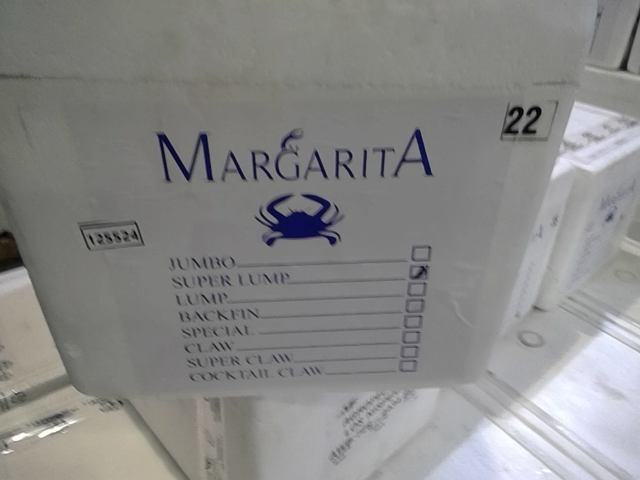 22
MARGARITA
125524
JUMBO
SUPER LUMP
LUMP
BACKFIN
SPECIAL
CLAW
SUPER CLAW
COCKTAIL CLAW